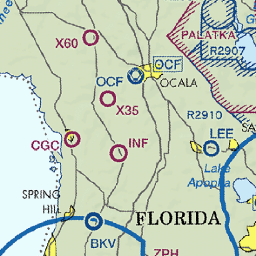 X60
PALATKA
R2907
OCF
OCF
OCALA
X35
R2910
CGC
INF
LEE
Lake
Apopka
SPRING
HILL
FLORIDA
BKV
ZPH